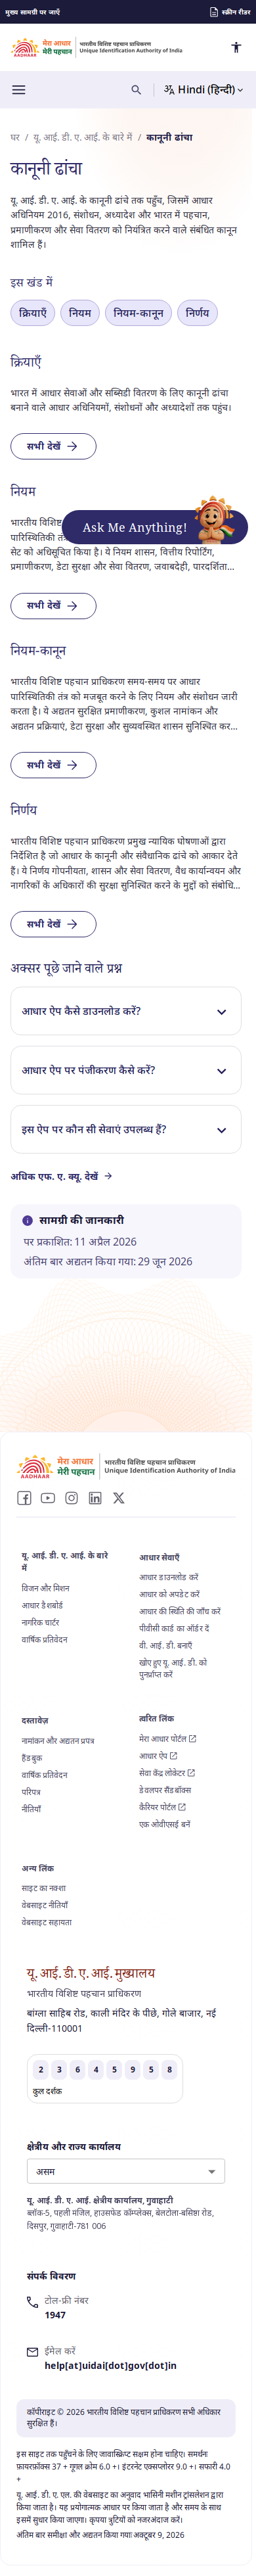 मुख्य सामग्री पर जाएँ
स्क्रीन रीडर
मेरा आधार
मेरी पहचान
AADHAAR
भारतीय विशिष्ट पहचान प्राधिकरण
Unique Identification Authority of India
Hindi (हिन्दी)
घर / यू. आई. डी. ए. आई. के बारे में / कानूनी ढांचा
कानूनी ढांचा
यू. आई. डी. ए. आई. के कानूनी ढांचे तक पहुँच, जिसमें आधार
अधिनियम 2016, संशोधन, अध्यादेश और भारत में पहचान,
प्रमाणीकरण और सेवा वितरण को नियंत्रित करने वाले संबंधित कानून
शामिल हैं।
इस खंड में
क्रियाएँ
नियम
नियम-कानून
निर्णय
क्रियाएँ
भारत में आधार सेवाओं और सब्सिडी वितरण के लिए कानूनी ढांचा
बनाने वाले आधार अधिनियमों, संशोधनों और अध्यादेशों तक पहुंच।
सभी देखें
नियम
भारतीय विशिष्ट
Ask Me Anything!
पारिस्थितिकी
सेट को अधिसूचित किया है। ये नियम शासन, वित्तीय रिपोर्टिंग,
प्रमाणीकरण, डेटा सुरक्षा और सेवा वितरण, जवाबदेही, पारदर्शिता...
सभी देखें
नियम-कानून
भारतीय विशिष्ट पहचान प्राधिकरण समय-समय पर आधार
पारिस्थितिकी तंत्र को मजबूत करने के लिए नियम और संशोधन जारी
करता है। ये अद्यतन सुरक्षित प्रमाणीकरण, कुशल नामांकन और
अद्यतन प्रक्रियाएं, डेटा सुरक्षा और सुव्यवस्थित शासन सुनिश्चित कर...
सभी देखें
निर्णय
भारतीय विशिष्ट पहचान प्राधिकरण प्रमुख न्यायिक घोषणाओं द्वारा
निर्देशित है जो आधार के कानूनी और संवैधानिक ढांचे को आकार देते
हैं। ये निर्णय गोपनीयता, शासन और सेवा वितरण, वैध कार्यान्वयन और
नागरिकों के अधिकारों की सुरक्षा सुनिश्चित करने के मुद्दों को संबोधि...
सभी देखें
अक्सर पूछे जाने वाले प्रश्न
आधार ऐप कैसे डाउनलोड करें?
आधार ऐप पर पंजीकरण कैसे करें?
इस ऐप पर कौन सी सेवाएं उपलब्ध हैं?
अधिक एफ. ए. क्यू. देखें
सामग्री की जानकारी
पर प्रकाशित: 11 अप्रैल 2026
अंतिम बार अद्यतन किया गया: 29 जून 2026
मेरा आधार
मेरी पहचान
AADHAAR
भारतीय विशिष्ट पहचान प्राधिकरण
Unique Identification Authority of India
यू. आई. डी. ए. आई. के बारे
में
विजन और मिशन
आधार डैशबोर्ड
नागरिक चार्टर
वार्षिक प्रतिवेदन
आधार सेवाएँ
आधार डाउनलोड करें
आधार को अपडेट करें
आधार की स्थिति की जाँच करें
पीवीसी कार्ड का ऑर्डर दें
वी. आई. डी. बनाएँ
खोए हुए यू. आई. डी. को
पुनर्प्राप्त करें
दस्तावेज़
नामांकन और अद्यतन प्रपत्र
हैंडबुक
वार्षिक प्रतिवेदन
परिपत्र
नीतियाँ
त्वरित लिंक
मेरा आधार पोर्टल
आधार ऐप
सेवा केंद्र लोकेटर
डेवलपर सैंडबॉक्स
कैरियर पोर्टल
एक ओवीएसई बनें
अन्य लिंक
साइट का नक्शा
वेबसाइट नीतियाँ
वेबसाइट सहायता
यू. आई. डी. ए. आई. मुख्यालय
भारतीय विशिष्ट पहचान प्राधिकरण
बांग्ला साहिब रोड, काली मंदिर के पीछे, गोले बाजार, नई
दिल्ली-110001
2 3 6 4 5 9 5 8
कुल दर्शक
क्षेत्रीय और राज्य कार्यालय
असम
यू. आई. डी. ए. आई. क्षेत्रीय कार्यालय, गुवाहाटी
ब्लॉक-5, पहली मंजिल, हाउसफेड कॉम्प्लेक्स, बेलटोला-बसिष्ठा रोड,
दिसपुर, गुवाहाटी-781 006
संपर्क विवरण
टोल-फ्री नंबर
1947
ईमेल करें
help[at]uidai[dot]gov[dot]in
कॉपीराइट © 2026 भारतीय विशिष्ट पहचान प्राधिकरण सभी अधिकार
सुरक्षित हैं।
इस साइट तक पहुँचने के लिए जावास्क्रिप्ट सक्षम होना चाहिए। समर्थनः
फ़ायरफ़ॉक्स 37 + गूगल क्रोम 6.0 +। इंटरनेट एक्सप्लोरर 9.0 +। सफारी 4.0
+
यू. आई. डी. ए. एल. की वेबसाइट का अनुवाद भासिनी मशीन ट्रांसलेशन द्वारा
किया जाता है। यह प्रयोगात्मक आधार पर किया जाता है और समय के साथ
इसमें सुधार किया जाएगा। कृपया त्रुटियों को नजरअंदाज करें।
अंतिम बार समीक्षा और अद्यतन किया गया अक्टूबर 9, 2026